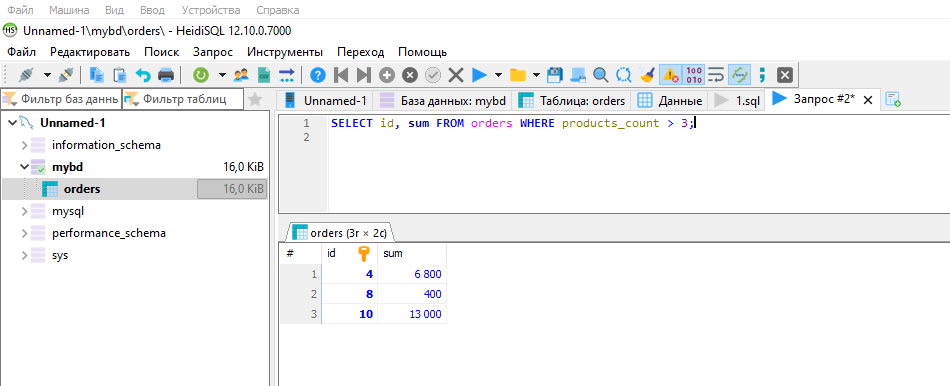 Файл Машина Вид Ввод Устройства Справка
HS Unnamed-1\mybd\orders\ - HeidiSQL 12.10.0.7000
Файл Редактировать Поиск Запрос Инструменты Переход Помощь
Фильтр баз даннь Фильтр таблиц
Unnamed-1 База данных: mybd Таблица: orders Данные 1.sql Запрос #2*
Unnamed-1
information_schema
mybd 16,0 KiB
orders 16,0 KiB
mysql
performance_schema
sys
1 SELECT id, sum FROM orders WHERE products_count > 3;
2
orders (3r × 2c)
# id sum
1 4 6 800
2 8 400
3 10 13 000